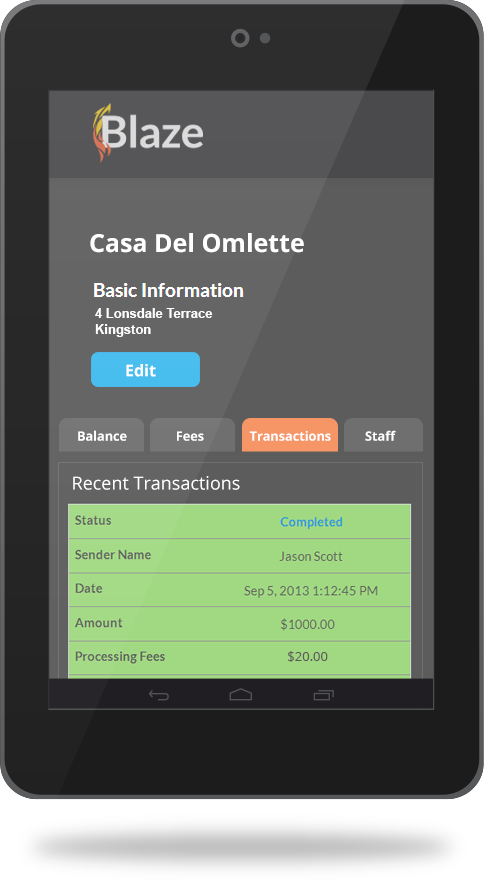 Blaze
Casa Del Omlette
Basic Information
4 Lonsdale Terrace
Kingston
Edit
Balance Fees Transactions Staff
Recent Transactions
Status Completed
Sender Name Jason Scott
Date Sep 5, 2013 1:12:45 PM
Amount $1000.00
Processing Fees $20.00